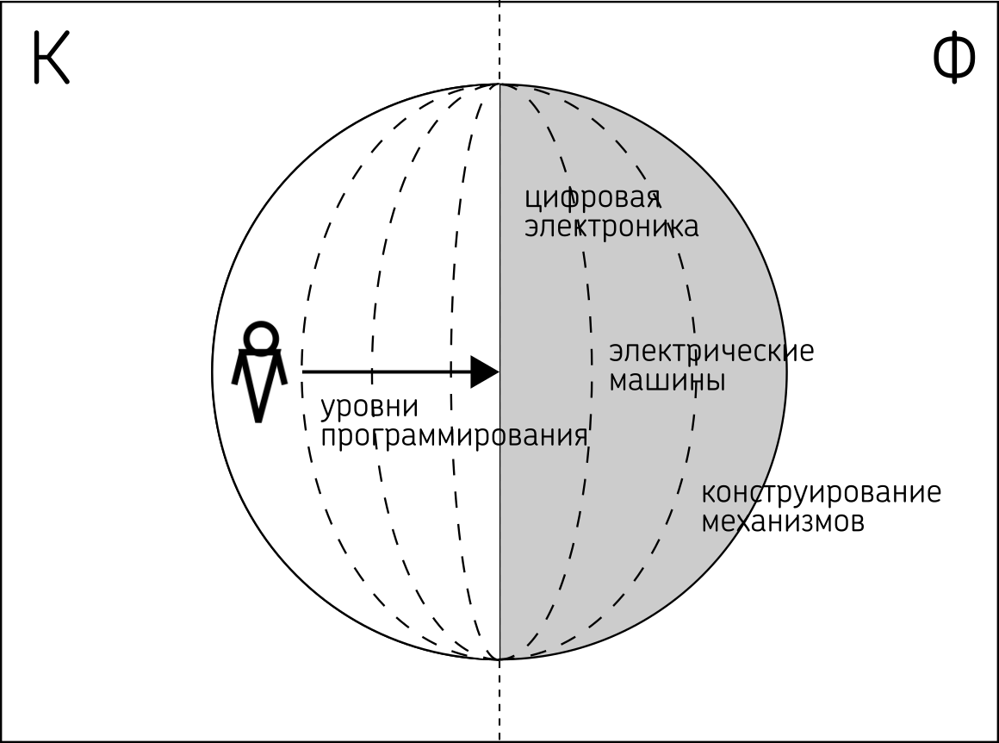 К
Ф
цифровая
электроника
электрические
машины
уровни
программирования
конструирование
механизмов